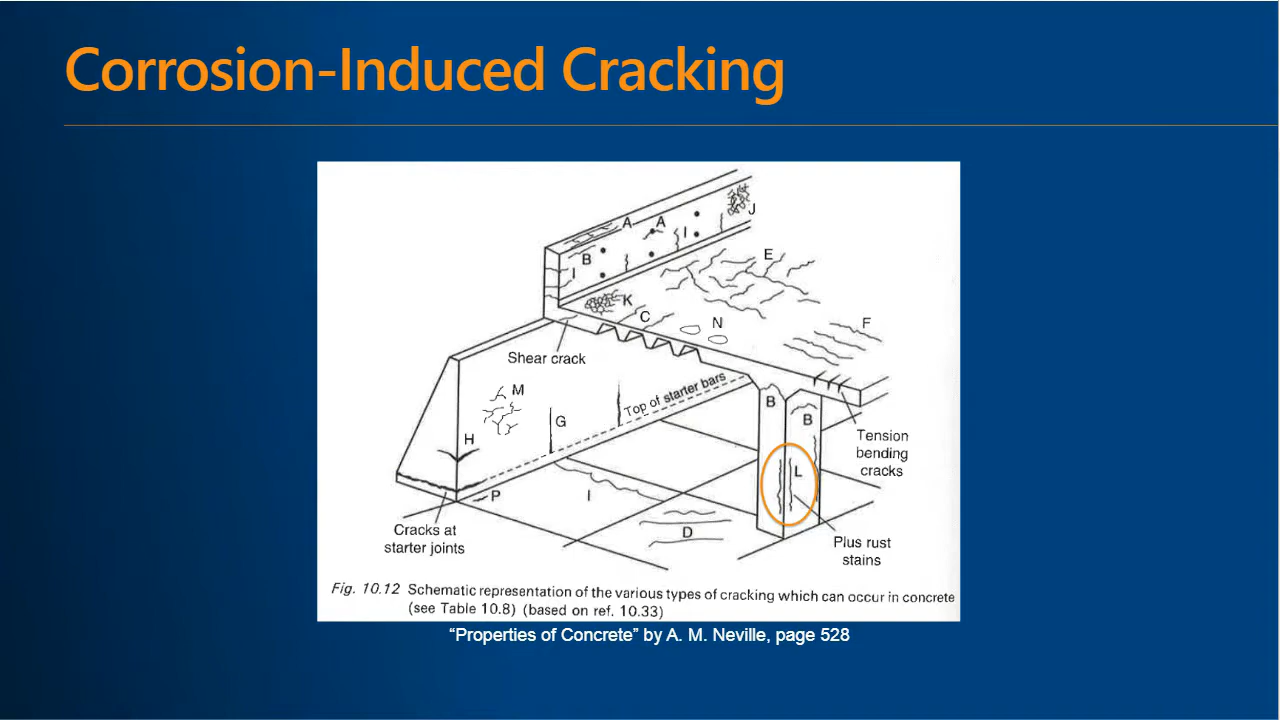 Corrosion-Induced Cracking
J
A A
I
B
I
E
K
C
N
F
Shear crack
M
Top of starter bars
B
G
B
H
Tension
bending
cracks
L
P
I
Cracks at
starter joints
D
Plus rust
stains
Fig. 10.12 Schematic representation of the various types of cracking which can occur in concrete
(see Table 10.8) (based on ref. 10.33)
“Properties of Concrete” by A. M. Neville, page 528